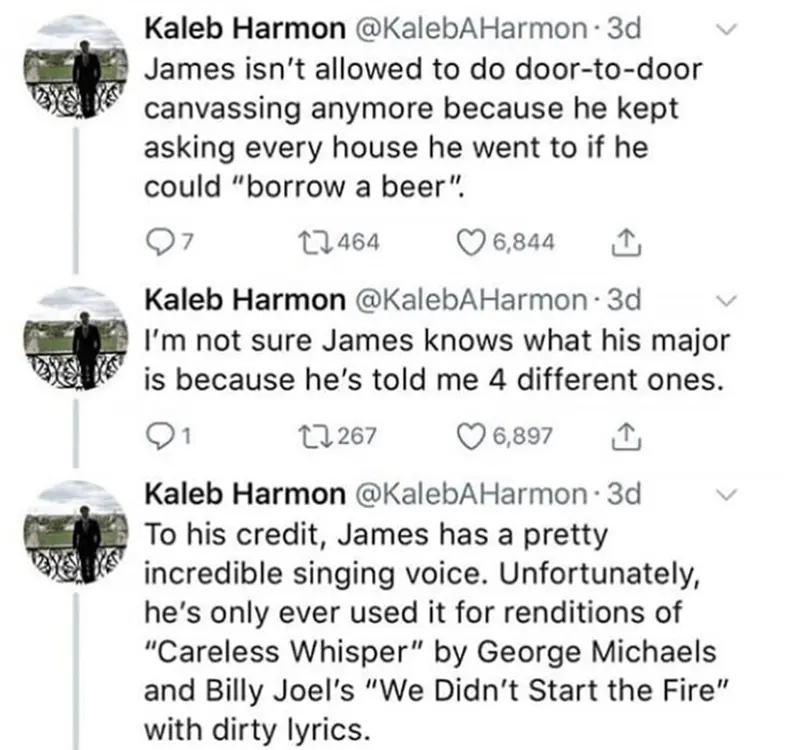 Kaleb Harmon @KalebAHarmon · 3d
James isn't allowed to do door-to-door
canvassing anymore because he kept
asking every house he went to if he
could "borrow a beer".
7 464 6,844
Kaleb Harmon @KalebAHarmon · 3d
I'm not sure James knows what his major
is because he's told me 4 different ones.
1 267 6,897
Kaleb Harmon @KalebAHarmon · 3d
To his credit, James has a pretty
incredible singing voice. Unfortunately,
he's only ever used it for renditions of
"Careless Whisper" by George Michaels
and Billy Joel's "We Didn't Start the Fire"
with dirty lyrics.